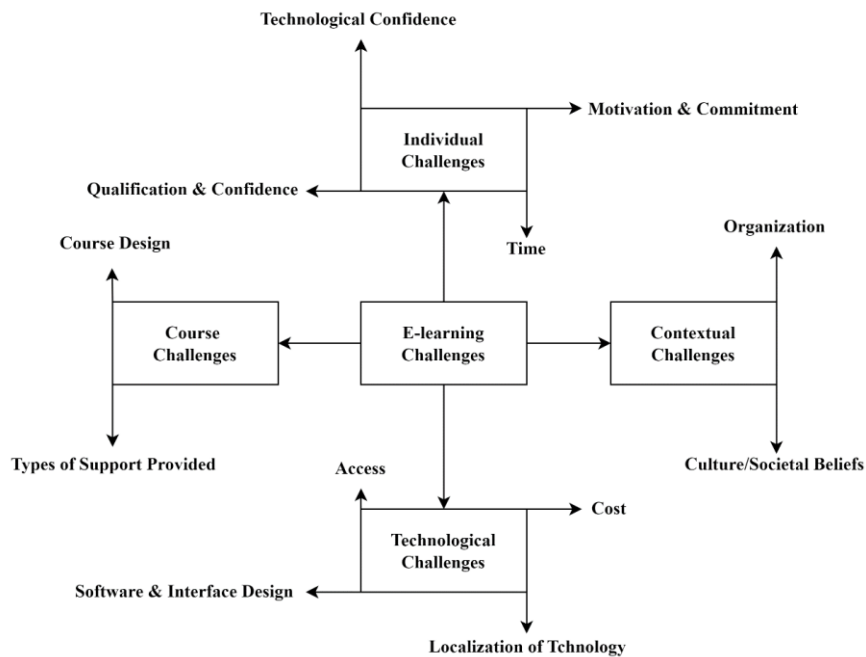 Technological Confidence
Motivation & Commitment
Individual
Challenges
Qualification & Confidence
Time
Organization
Course Design
Course
Challenges
E-learning
Challenges
Contextual
Challenges
Types of Support Provided
Culture/Societal Beliefs
Access
Cost
Technological
Challenges
Software & Interface Design
Localization of Tchnology